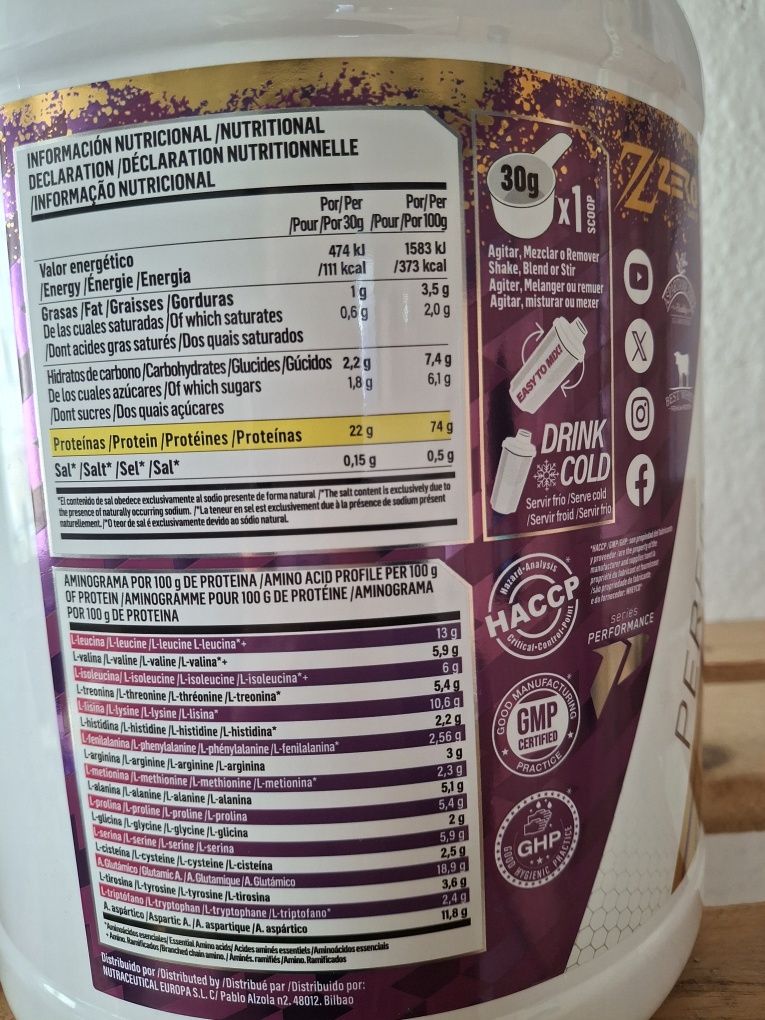 INFORMACIÓN NUTRICIONAL /NUTRITIONAL
DECLARATION /DÉCLARATION NUTRITIONNELLE
/INFORMAÇÃO NUTRICIONAL
Por/Per Por/Per
/Pour/Por 30g /Pour/Por 100g
Valor energético 474 kJ 1583 kJ
/Energy /Énergie /Energia /111 kcal /373 kcal
Grasas /Fat /Graisses /Gorduras 1 g 3,5 g
De las cuales saturadas /Of which saturates 0,6 g 2,0 g
/Dont acides gras saturés /Dos quais saturados
Hidratos de carbono /Carbohydrates /Glucides /Gúcidos 2,2 g 7,4 g
De los cuales azúcares /Of which sugars 1,8 g 6,1 g
/Dont sucres /Dos quais açúcares
Proteínas /Protein /Protéines /Proteínas 22 g 74 g
Sal* /Salt* /Sel* /Sal* 0,15 g 0,5 g
*El contenido de sal obedece exclusivamente al sodio presente de forma natural /*The salt content is exclusively due to
the presence of naturally occurring sodium. /*La teneur en sel est exclusivement due à la présence de sodium présent
naturellement. /*O teor de sal é exclusivamente devido ao sódio natural.
AMINOGRAMA POR 100 g DE PROTEINA /AMINO ACID PROFILE PER 100 g
OF PROTEIN /AMINOGRAMME POUR 100 G DE PROTÉINE /AMINOGRAMA
POR 100 g DE PROTEINA
L-leucina /L-leucine /L-leucine L-leucina*+ 13 g
L-valina /L-valine /L-valine /L-valina*+ 5,9 g
L-isoleucina/ L-isoleucine /L-isoleucine /L-isoleucina*+ 6 g
L-treonina /L-threonine /L-thréonine /L-treonina* 5,4 g
L-lisina /L-lysine /L-lysine /L-lisina* 10,6 g
L-histidina /L-histidine /L-histidine /L-histidina* 2,2 g
L-fenilalanina /L-phenylalanine /L-phénylalanine /L-fenilalanina* 2,56 g
L-arginina /L-arginine /L-arginine /L-arginina 3 g
L-metionina /L-methionine /L-methionine /L-metionina* 2,3 g
L-alanina /L-alanine /L-alanine /L-alanina 5,1 g
L-prolina /L-proline /L-proline /L-prolina 5,4 g
L-glicina /L-glycine /L-glycine /L-glicina 2 g
L-serina /L-serine /L-serine /L-serina 5,9 g
L-cisteína /L-cysteine /L-cysteine /L-cisteína 2,5 g
A. Glutámico /Glutamic A. /A. Glutamique /A. Glutámico 18,9 g
L-tirosina /L-tyrosine /L-tyrosine /L-tirosina 3,6 g
L-triptófano /L-tryptophan /L-tryptophane /L-triptofano* 2,4 g
A. aspártico /Aspartic A. /A. aspartique /A. aspártico 11,8 g
*Aminoácidos esenciales/ Essential Amino acids/ Acides aminés essentiels /Aminoácidos essenciais
+ Amino. Ramificados /Branched chain amino. / Aminés. ramifiés /Amino. Ramificados
Distribuido por /Distributed by /Distribué par /Distribuido por:
NUTRACEUTICAL EUROPA S.L. C/ Pablo Alzola n2. 48012. Bilbao
30g
x1
SCOOP
Agitar, Mezclar o Remover
Shake, Blend or Stir
Agiter, Melanger ou remuer
Agitar, misturar ou mexer
EASY TO MIX!
DRINK
COLD
Servir frío /Serve cold
/Servir froid /Servir frio
Hazard•Analysis
HACCP
Critical•Control•Point
GOOD MANUFACTURING
GMP
CERTIFIED
PRACTICE
GHP
GOOD HYGIENIC PRACTICE
ZERO
X
series
PERFORMANCE
PER